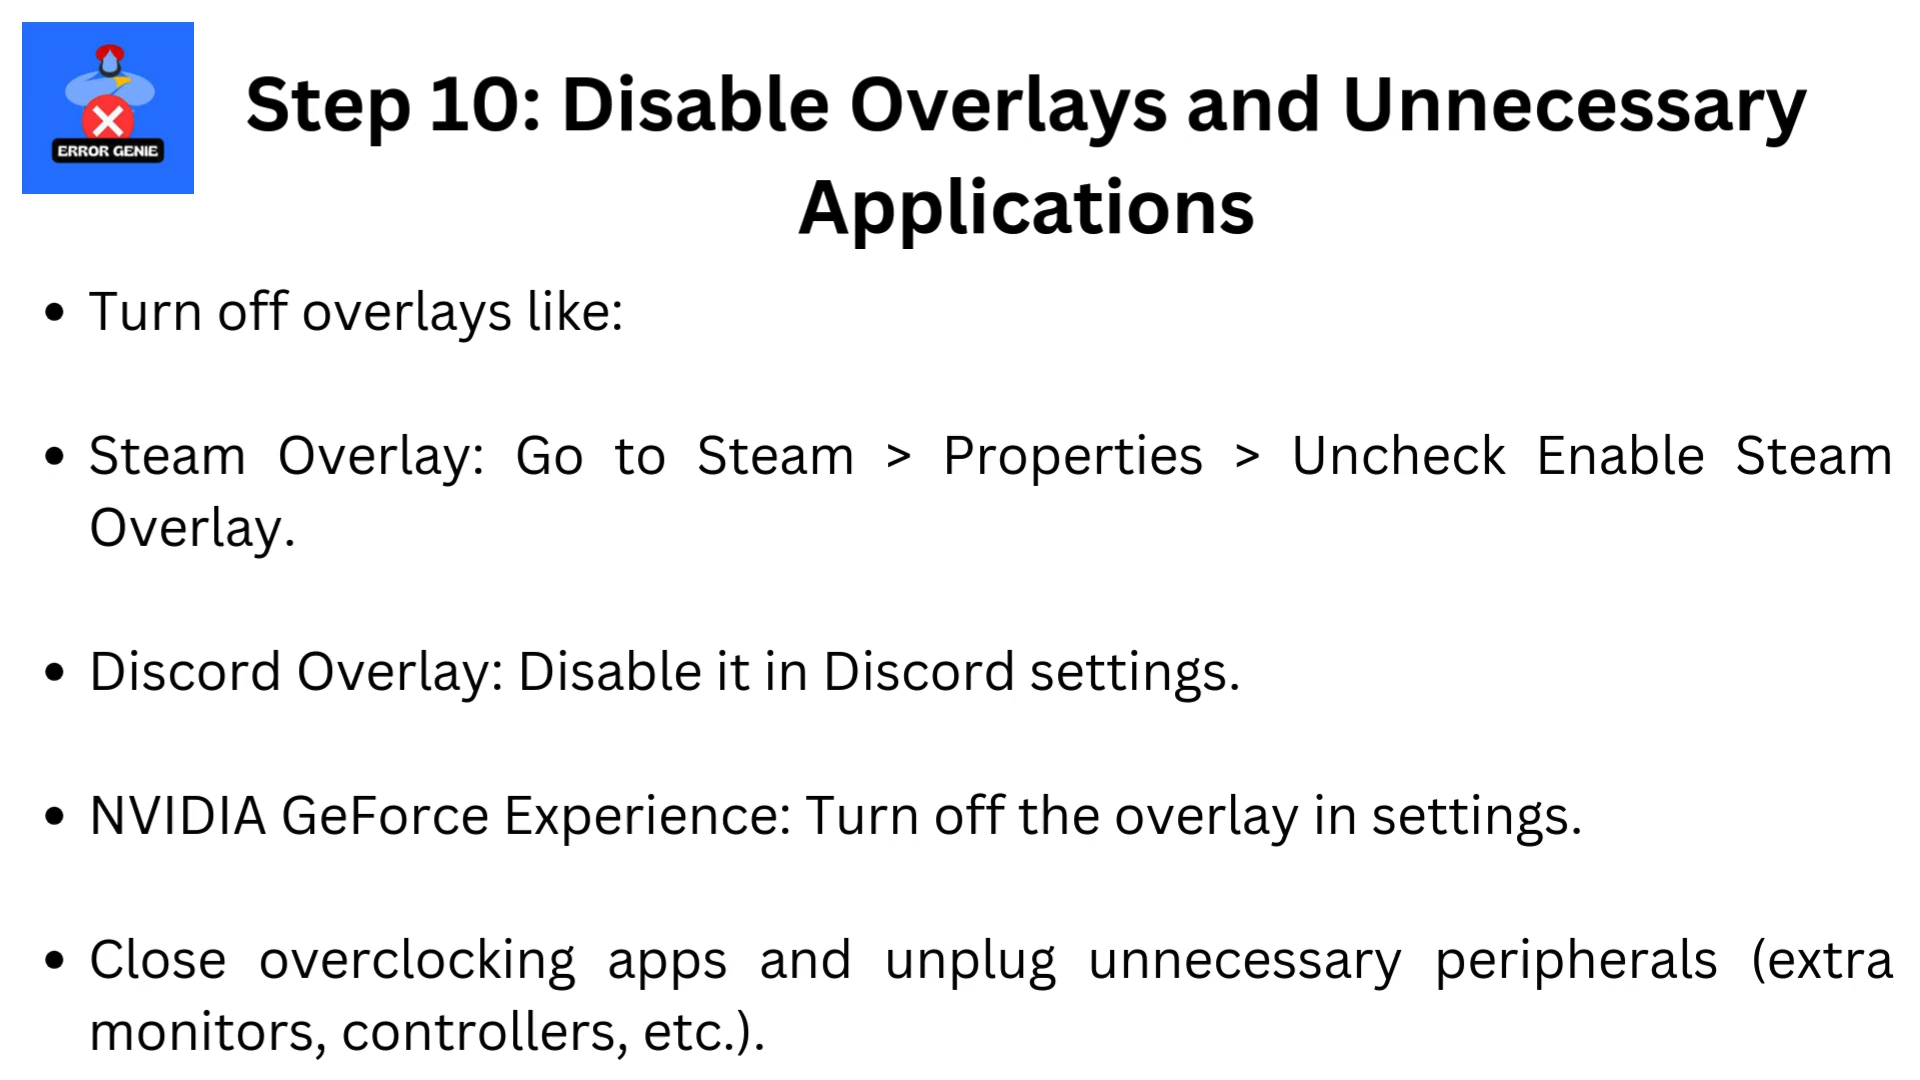 ERROR GENIE
Step 10: Disable Overlays and Unnecessary
Applications
• Turn off overlays like:
• Steam Overlay: Go to Steam > Properties > Uncheck Enable Steam
Overlay.
• Discord Overlay: Disable it in Discord settings.
• NVIDIA GeForce Experience: Turn off the overlay in settings.
• Close overclocking apps and unplug unnecessary peripherals (extra
monitors, controllers, etc.).